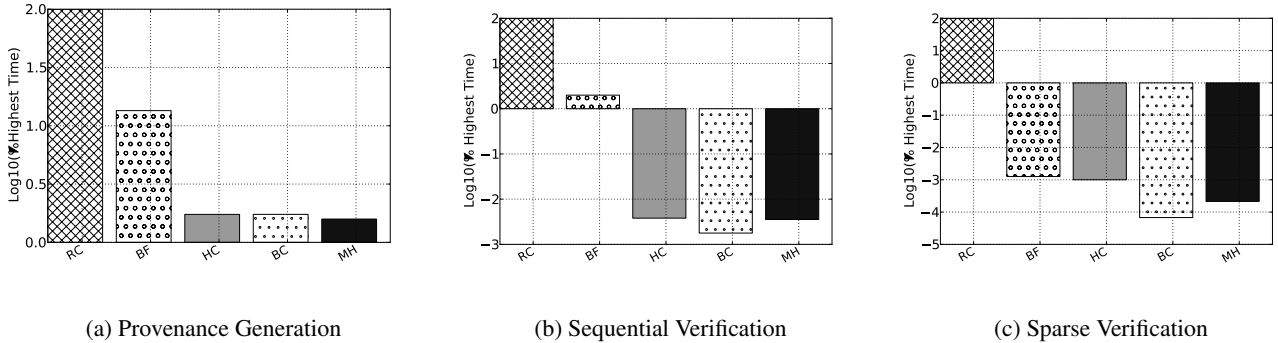 Log10(% Highest Time)
2.0
1.5
1.0
0.5
0.0
RC BF HC BC MH
(a) Provenance Generation
Log10(% Highest Time)
2
1
0
−1
−2
−3
RC BF HC BC MH
(b) Sequential Verification
Log10(% Highest Time)
2
1
0
−1
−2
−3
−4
−5
RC BF HC BC MH
(c) Sparse Verification